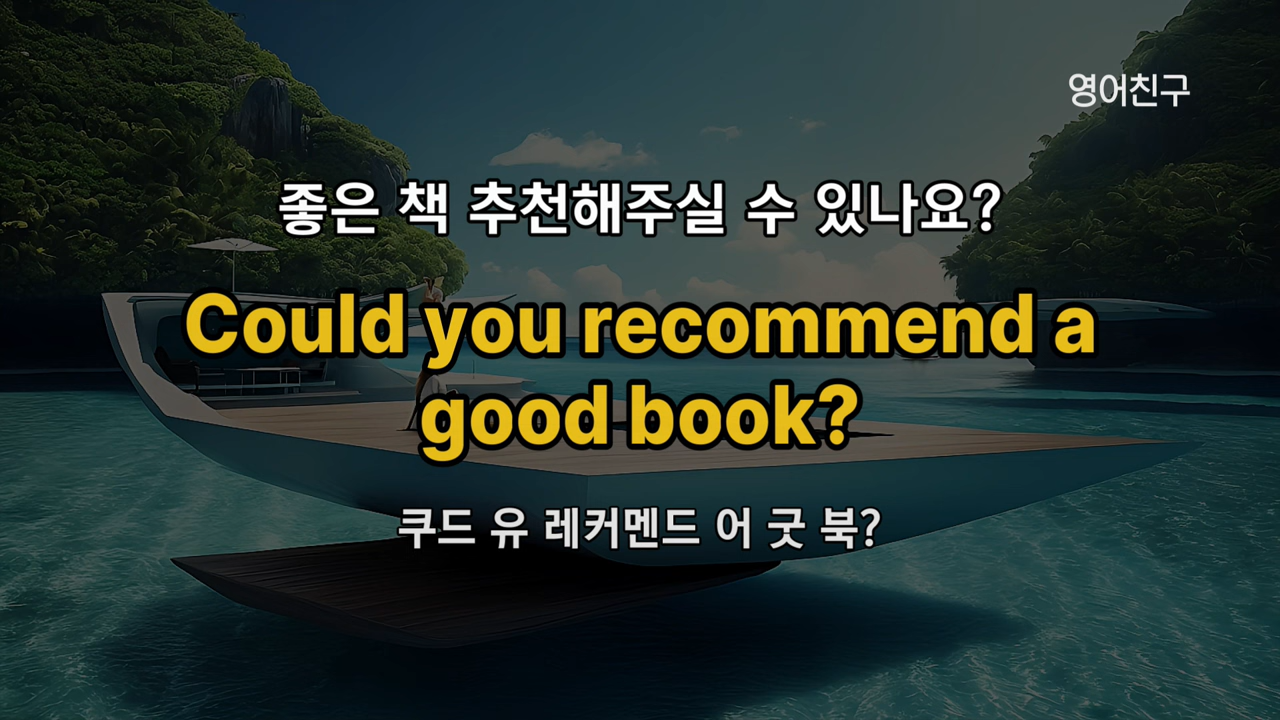 영어친구
좋은 책 추천해주실 수 있나요?
Could you recommend a
good book?
쿠드 유 레커멘드 어 굿 북?